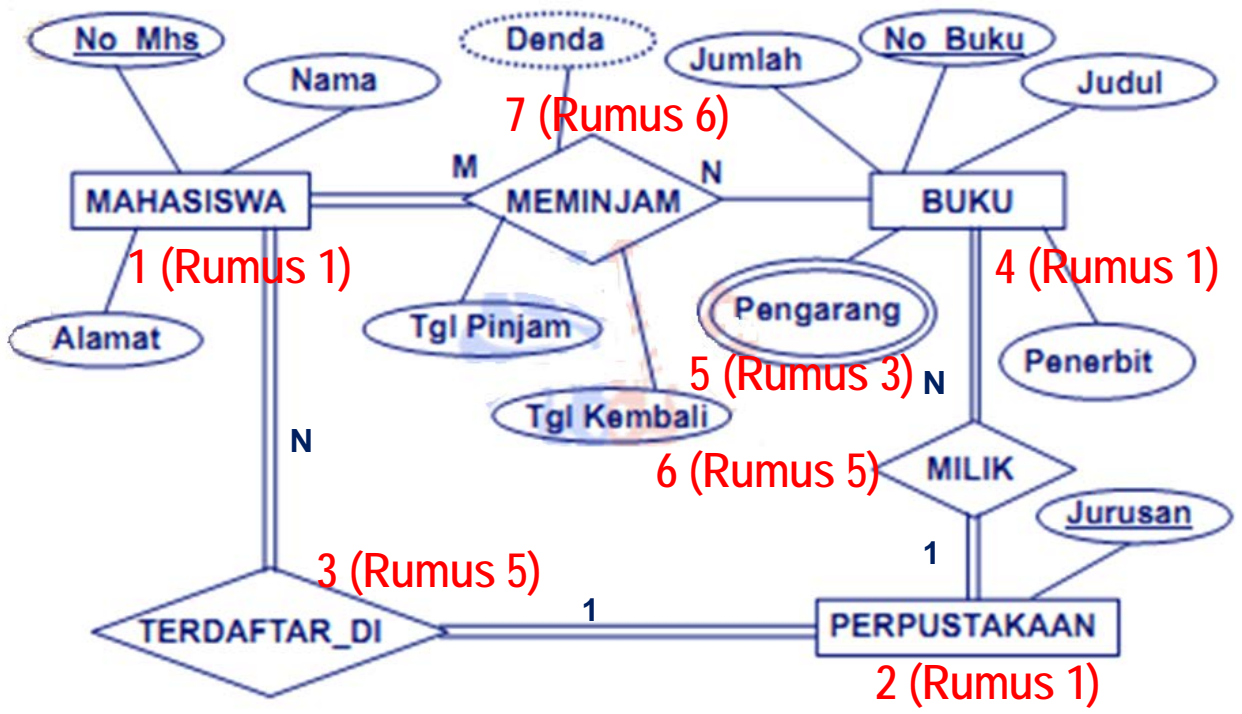 No_Mhs
Denda
No_Buku
Nama
Jumlah
Judul
7 (Rumus 6)
M
N
MAHASISWA
MEMINJAM
BUKU
1 (Rumus 1)
4 (Rumus 1)
Alamat
Tgl Pinjam
Pengarang
Penerbit
5 (Rumus 3)
N
Tgl Kembali
N
6 (Rumus 5)
MILIK
Jurusan
1
3 (Rumus 5)
1
TERDAFTAR_DI
PERPUSTAKAAN
2 (Rumus 1)